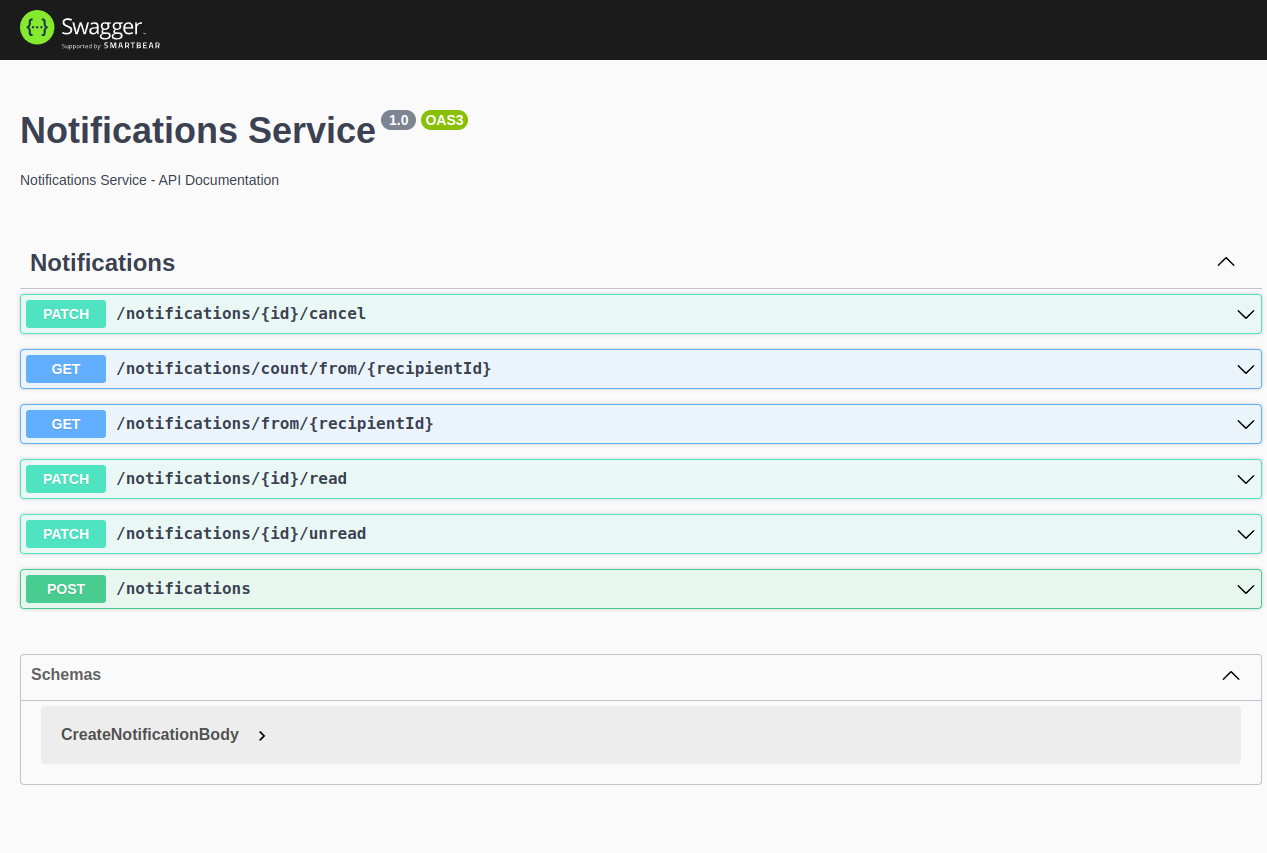 Swagger
Supported by SMARTBEAR
Notifications Service 1.0 OAS3
Notifications Service - API Documentation
Notifications
PATCH /notifications/{id}/cancel
GET /notifications/count/from/{recipientId}
GET /notifications/from/{recipientId}
PATCH /notifications/{id}/read
PATCH /notifications/{id}/unread
POST /notifications
Schemas
CreateNotificationBody